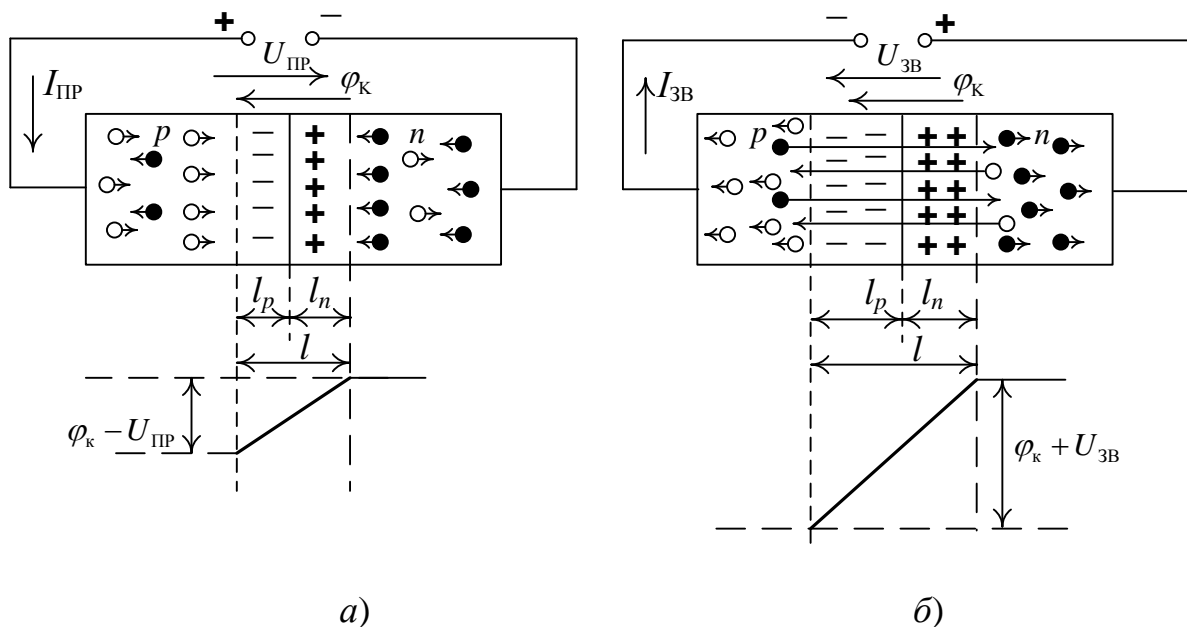 + − − +
U_ПР U_ЗВ
I_ПР φ_К I_ЗВ φ_К
p n p n
− + − − + +
− + − − + +
− + − − + +
− + − − + +
− + − − + +
l_p l_n l_p l_n
l l
φ_к − U_ПР φ_к + U_ЗВ
а) б)